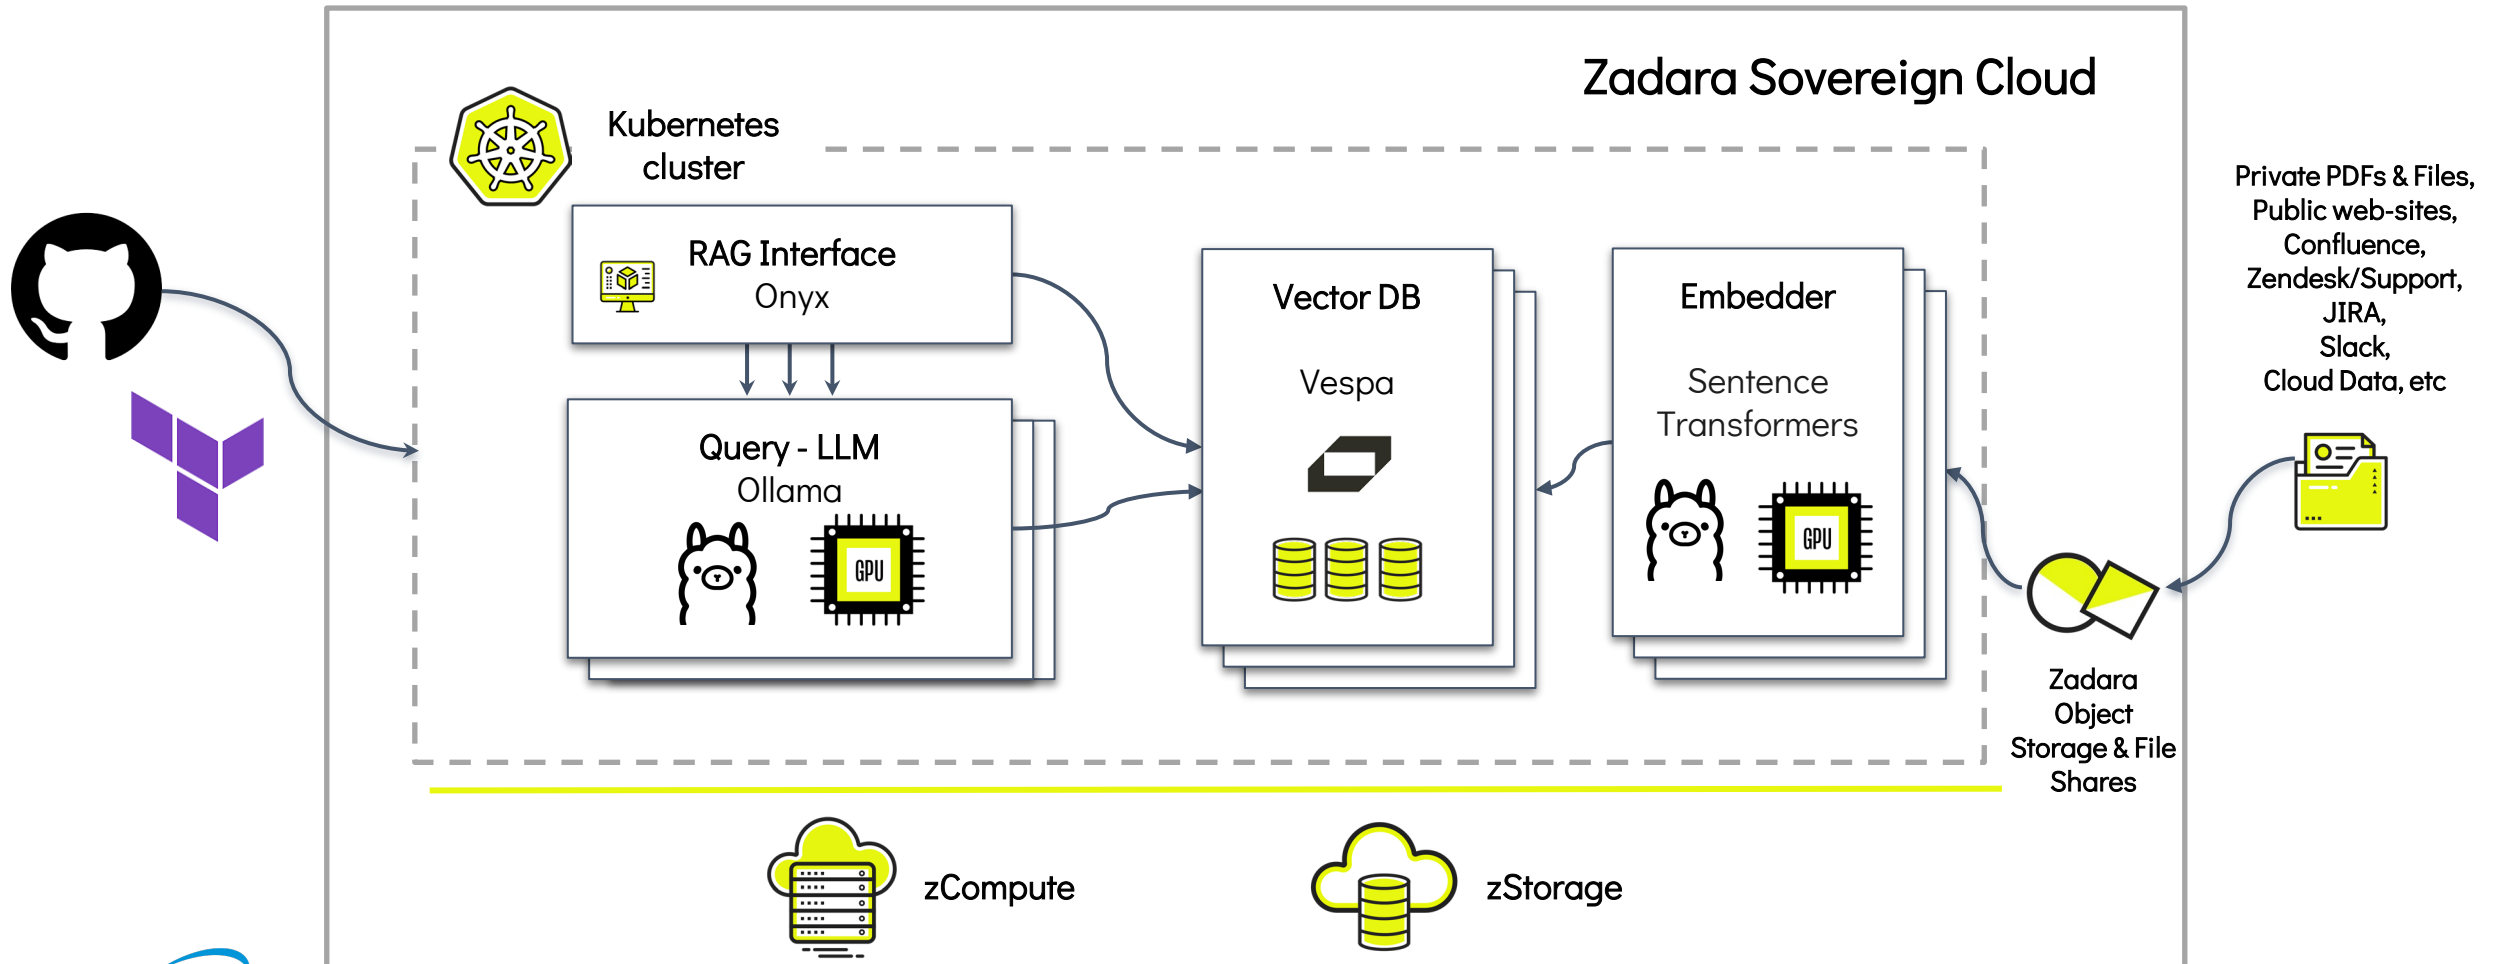 Zadara Sovereign Cloud
Kubernetes
cluster
RAG Interface
Onyx
Query - LLM
Ollama
GPU
Vector DB
Vespa
Embedder
Sentence
Transformers
GPU
Private PDFs & Files,
Public web-sites,
Confluence,
Zendesk/Support,
JIRA,
Slack,
Cloud Data, etc
Zadara
Object
Storage & File
Shares
zCompute
zStorage